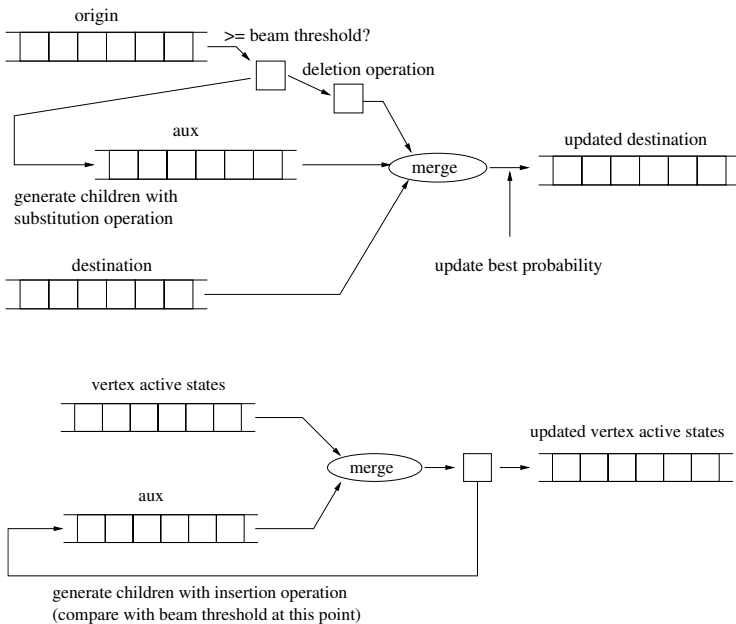 origin
>= beam threshold?
deletion operation
aux
updated destination
merge
generate children with
substitution operation
destination
update best probability
vertex active states
updated vertex active states
merge
aux
generate children with insertion operation
(compare with beam threshold at this point)